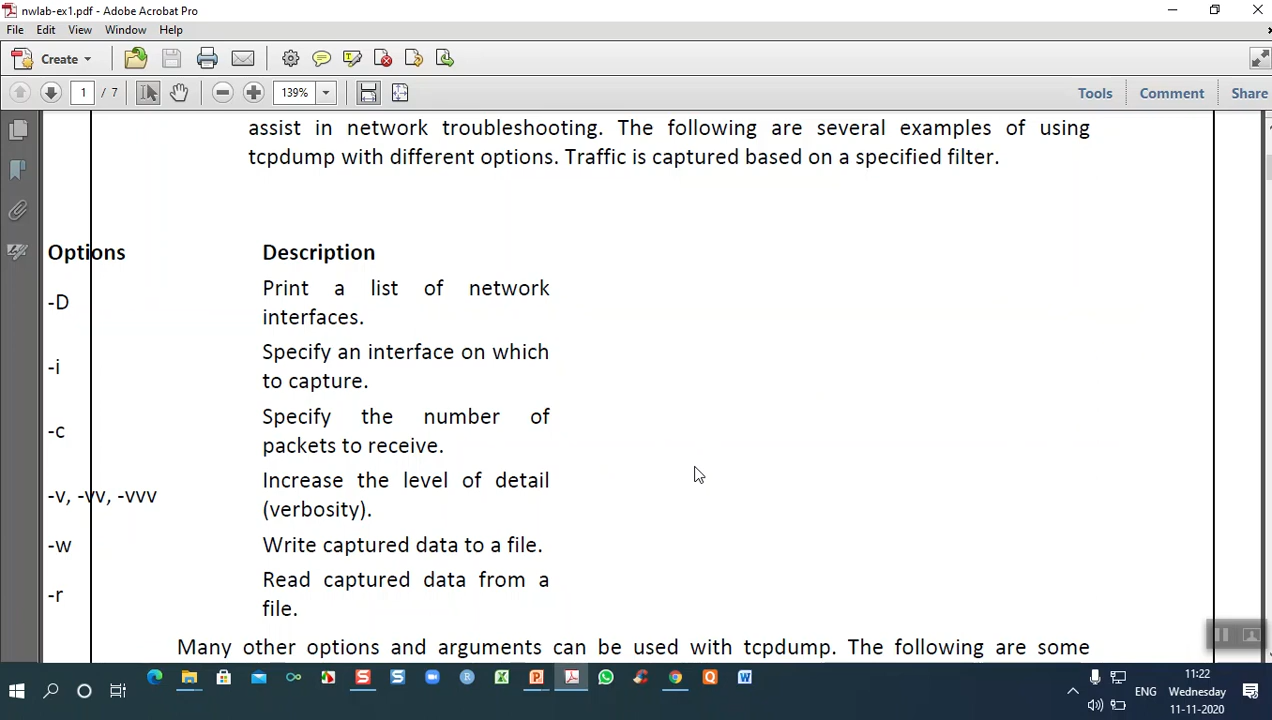 nwlab-ex1.pdf - Adobe Acrobat Pro
File Edit View Window Help
Create
1 / 7 139% Tools Comment Share
assist in network troubleshooting. The following are several examples of using
tcpdump with different options. Traffic is captured based on a specified filter.
Options Description
-D Print a list of network
interfaces.
-i Specify an interface on which
to capture.
-c Specify the number of
packets to receive.
-v, -vv, -vvv Increase the level of detail
(verbosity).
-w Write captured data to a file.
-r Read captured data from a
file.
Many other options and arguments can be used with tcpdump. The following are some
11:22
ENG Wednesday
11-11-2020